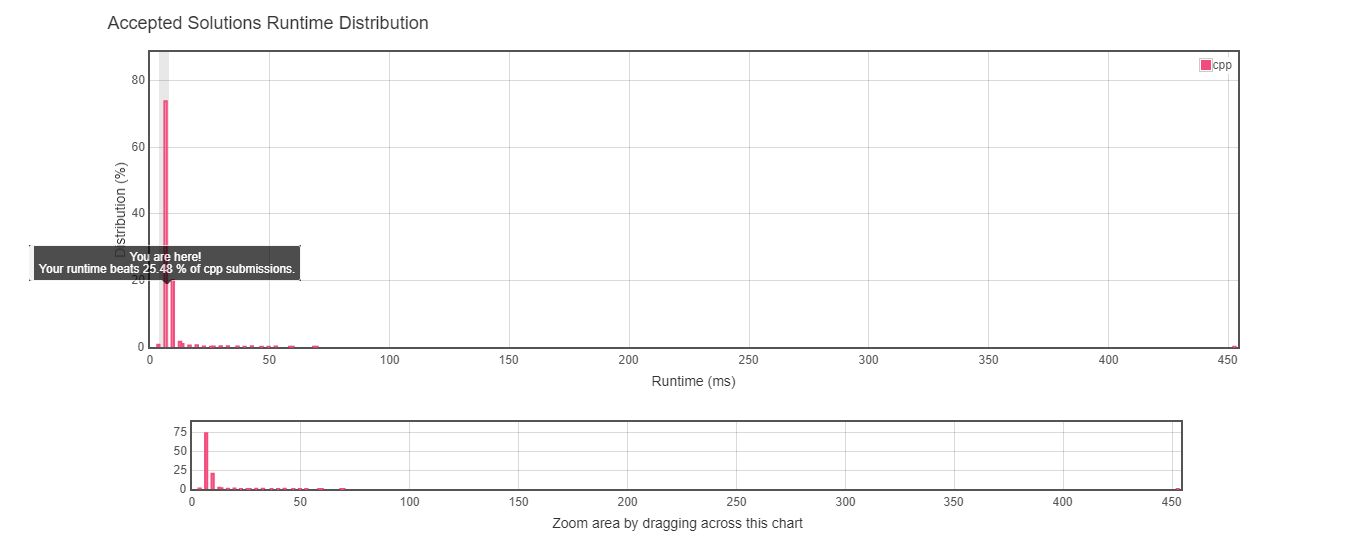 Accepted Solutions Runtime Distribution
cpp
80
60
40
20
0
Distribution (%)
You are here!
Your runtime beats 25.48 % of cpp submissions.
0 50 100 150 200 250 300 350 400 450
Runtime (ms)
75
50
25
0
0 50 100 150 200 250 300 350 400 450
Zoom area by dragging across this chart